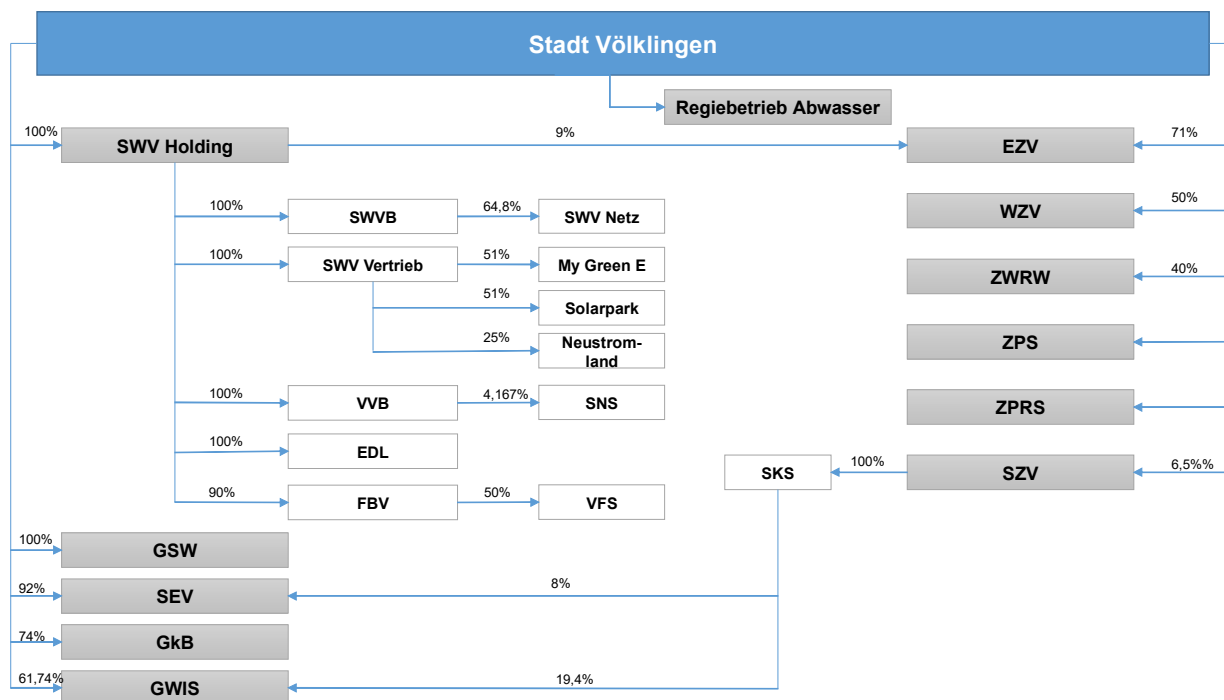 Stadt Völklingen
Regiebetrieb Abwasser
100%
SWV Holding
9%
EZV
71%
100%
SWVB
64,8%
SWV Netz
WZV
50%
100%
SWV Vertrieb
51%
My Green E
ZWRW
40%
51%
Solarpark
25%
Neustrom-
land
ZPS
100%
VVB
4,167%
SNS
ZPRS
100%
EDL
SKS
100%
SZV
6,5%%
90%
FBV
50%
VFS
100%
GSW
92%
SEV
8%
74%
GkB
61,74%
GWIS
19,4%